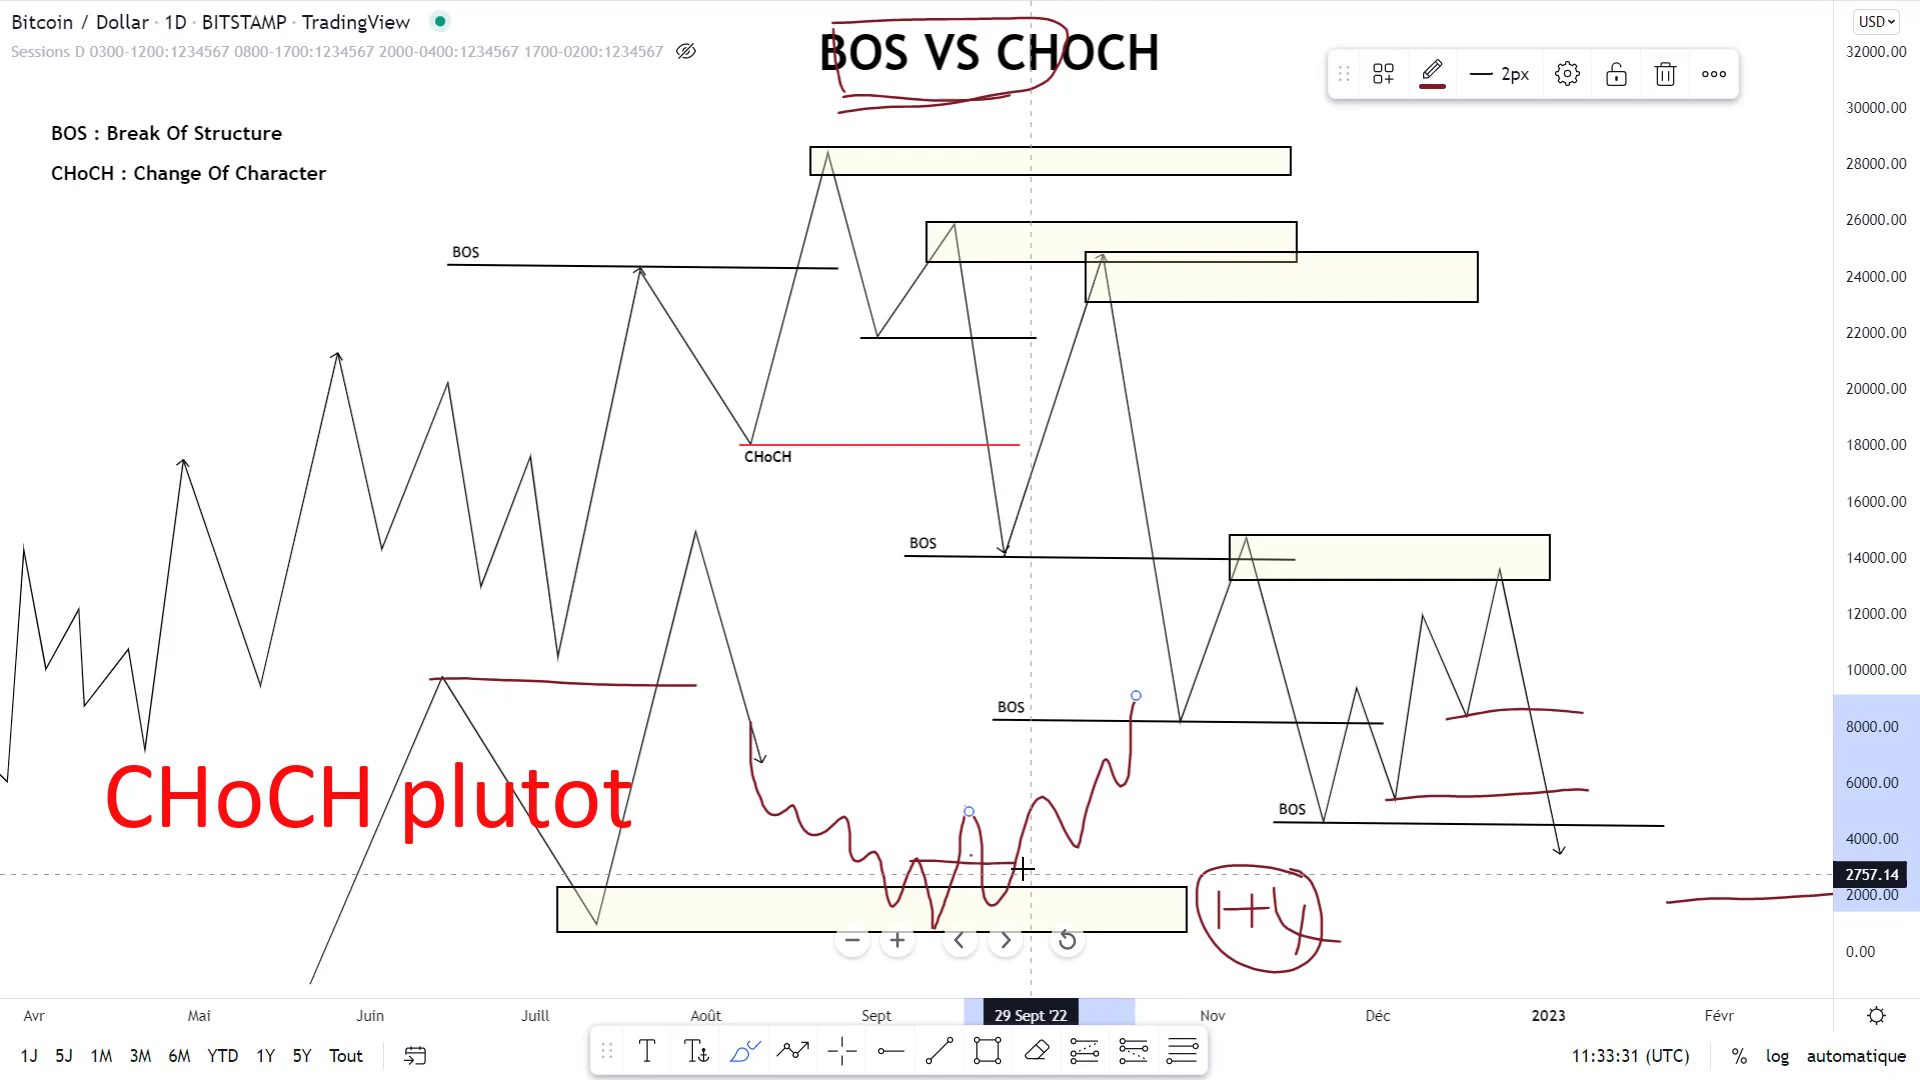 Bitcoin / Dollar · 1D · BITSTAMP · TradingView
Sessions D 0300-1200:1234567 0800-1700:1234567 2000-0400:1234567 1700-0200:1234567
BOS VS CHOCH
2px
USD
BOS : Break Of Structure
CHoCH : Change Of Character
BOS
CHoCH
BOS
BOS
BOS
CHoCH plutot
H4
32000.00
30000.00
28000.00
26000.00
24000.00
22000.00
20000.00
18000.00
16000.00
14000.00
12000.00
10000.00
8000.00
6000.00
4000.00
2757.14
2000.00
0.00
Avr Mai Juin Juill Août Sept 29 Sept '22 Nov Déc 2023 Févr
1J 5J 1M 3M 6M YTD 1Y 5Y Tout
T T
11:33:31 (UTC) % log automatique